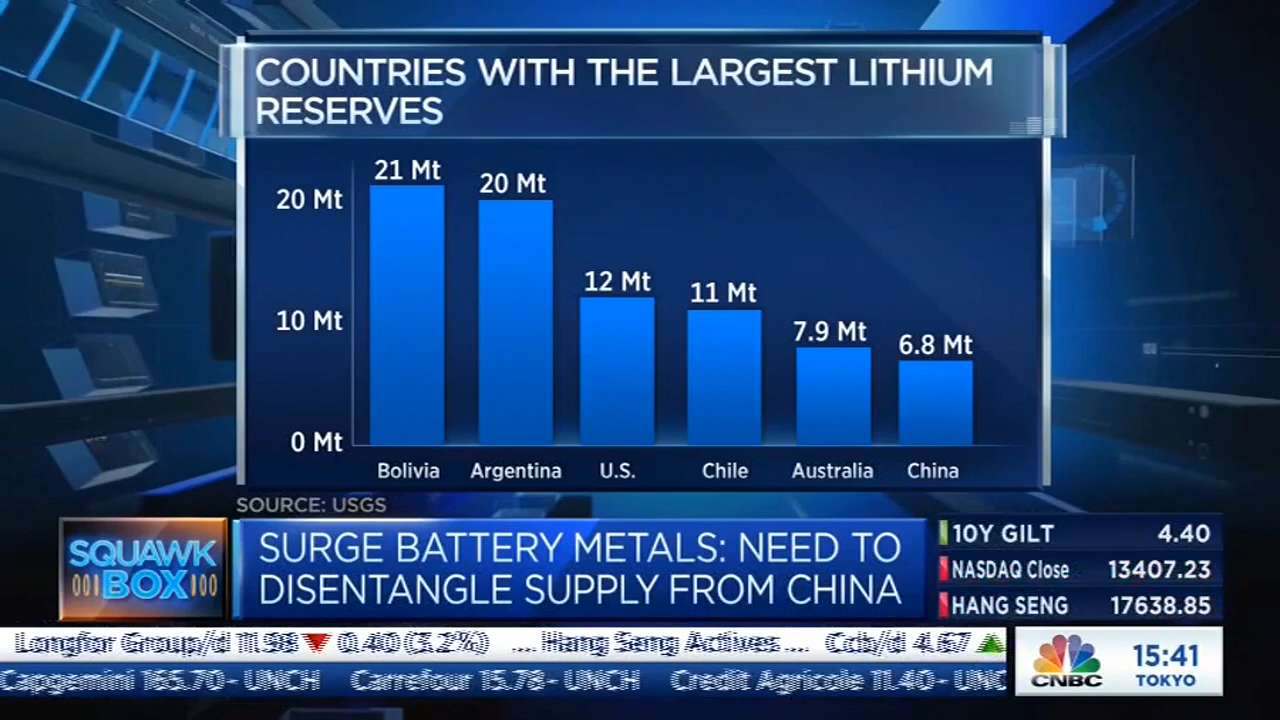 COUNTRIES WITH THE LARGEST LITHIUM
RESERVES
20 Mt
10 Mt
0 Mt
21 Mt
20 Mt
12 Mt
11 Mt
7.9 Mt
6.8 Mt
Bolivia
Argentina
U.S.
Chile
Australia
China
SOURCE: USGS
SQUAWK
BOX
SURGE BATTERY METALS: NEED TO
DISENTANGLE SUPPLY FROM CHINA
10Y GILT 4.40
NASDAQ Close 13407.23
HANG SENG 17638.85
Longfor Group/d 11.98 ▼ 0.40 (3.2%) .... Hang Seng Actives .... Ccb/d 4.67 ▲
Capgemini 165.70 - UNCH Carrefour 15.78 - UNCH Credit Agricole 11.40 - UNC
CNBC
15:41
TOKYO